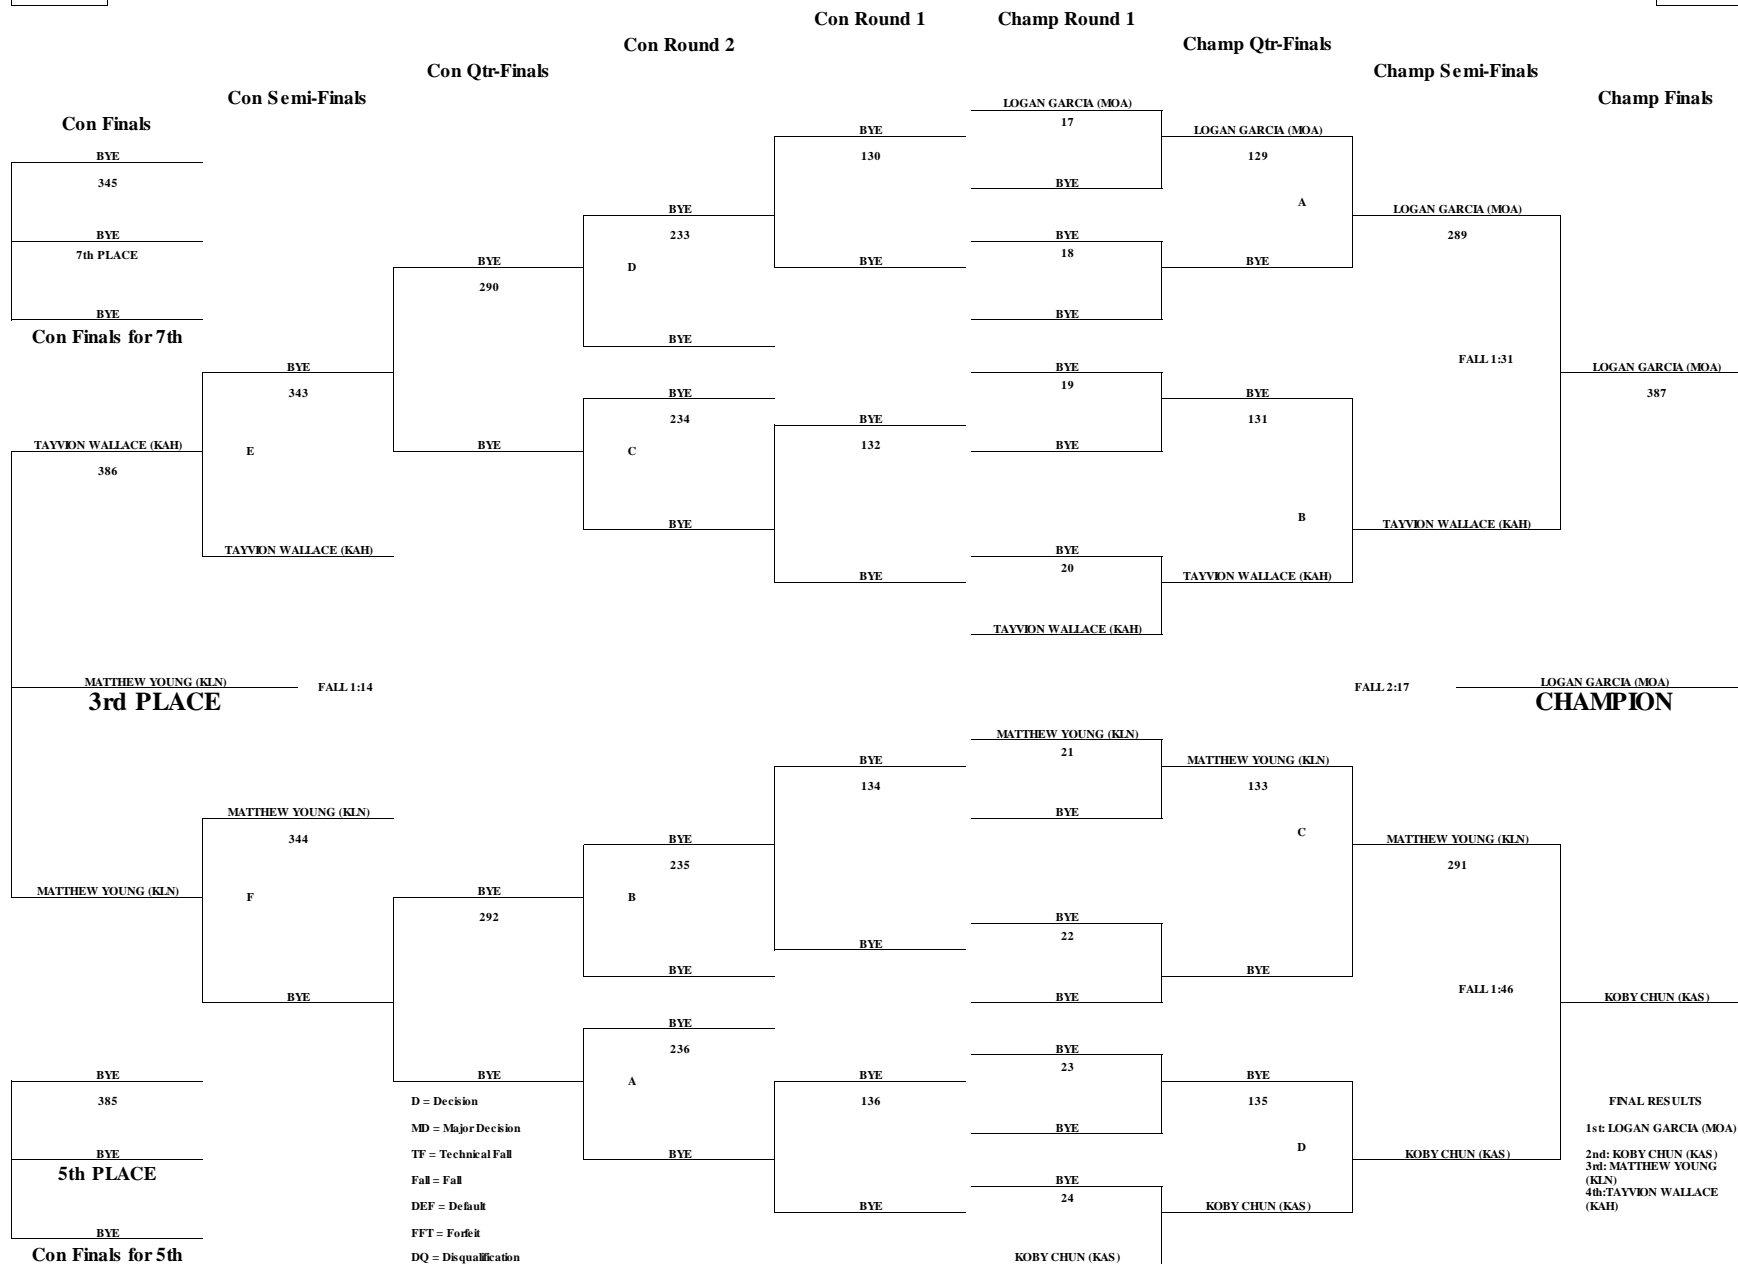 Con Round 1
Champ Round 1
Con Round 2
Champ Qtr-Finals
Con Qtr-Finals
Champ Semi-Finals
Con Semi-Finals
Champ Finals
Con Finals
LOGAN GARCIA (MOA)
17
BYE
130
LOGAN GARCIA (MOA)
129
BYE
345
BYE
A
BYE
233
LOGAN GARCIA (MOA)
289
BYE
7th PLACE
BYE
18
D
BYE
290
BYE
BYE
BYE
BYE
Con Finals for 7th
BYE
FALL 1:31
BYE
343
BYE
19
LOGAN GARCIA (MOA)
387
BYE
234
BYE
131
BYE
132
TAYVION WALLACE (KAH)
386
E
BYE
C
BYE
B
BYE
TAYVION WALLACE (KAH)
TAYVION WALLACE (KAH)
BYE
20
BYE
TAYVION WALLACE (KAH)
TAYVION WALLACE (KAH)
MATTHEW YOUNG (KLN)
3rd PLACE
FALL 1:14
FALL 2:17
LOGAN GARCIA (MOA)
CHAMPION
MATTHEW YOUNG (KLN)
21
BYE
134
MATTHEW YOUNG (KLN)
133
MATTHEW YOUNG (KLN)
344
BYE
C
BYE
235
MATTHEW YOUNG (KLN)
291
MATTHEW YOUNG (KLN)
F
BYE
292
B
BYE
22
BYE
BYE
BYE
FALL 1:46
BYE
BYE
KOBY CHUN (KAS)
BYE
236
BYE
23
BYE
385
BYE
A
BYE
136
BYE
135
D = Decision
FINAL RESULTS
MD = Major Decision
BYE
1st: LOGAN GARCIA (MOA)
D
BYE
5th PLACE
TF = Technical Fall
BYE
KOBY CHUN (KAS)
2nd: KOBY CHUN (KAS)
3rd: MATTHEW YOUNG
(KLN)
Fall = Fall
BYE
24
4th:TAYVION WALLACE
(KAH)
DEF = Default
BYE
KOBY CHUN (KAS)
BYE
FFT = Forfeit
Con Finals for 5th
DQ = Disqualification
KOBY CHUN (KAS)